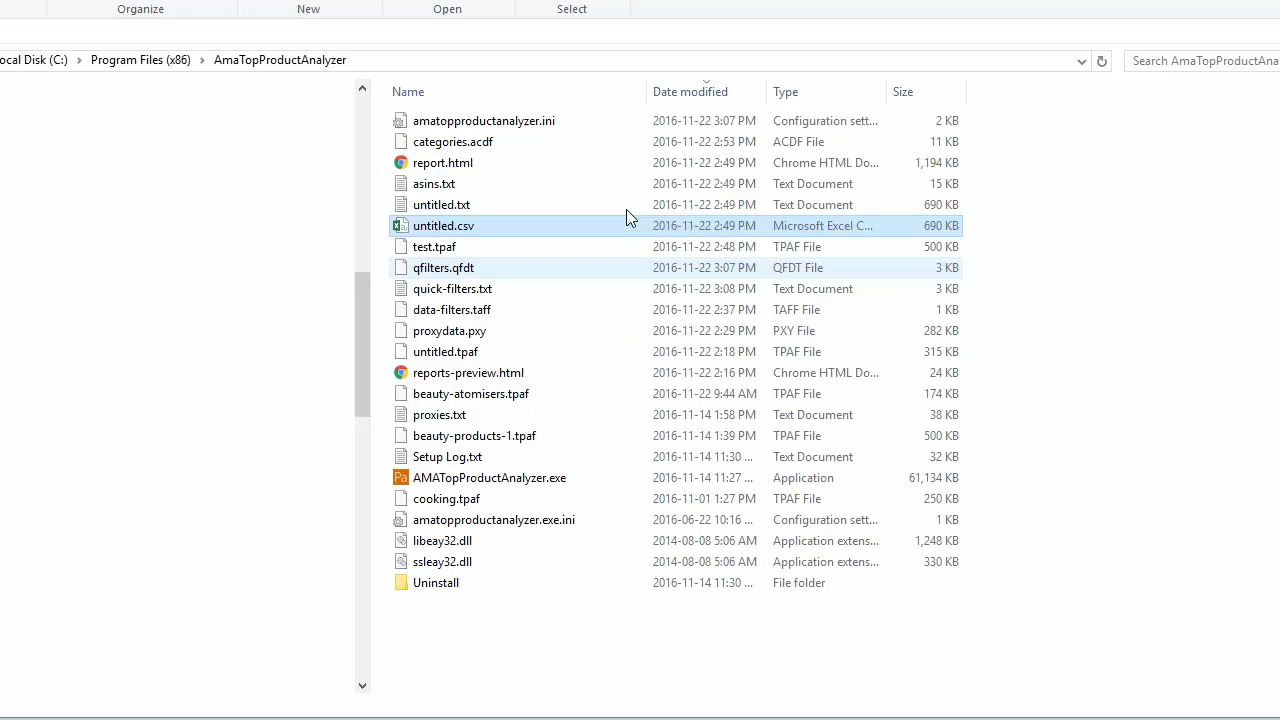 Organize New Open Select
ocal Disk (C:) Program Files (x86) AmaTopProductAnalyzer Search AmaTopProductAna
Name Date modified Type Size
amatopproductanalyzer.ini 2016-11-22 3:07 PM Configuration sett... 2 KB
categories.acdf 2016-11-22 2:53 PM ACDF File 11 KB
report.html 2016-11-22 2:49 PM Chrome HTML Do... 1,194 KB
asins.txt 2016-11-22 2:49 PM Text Document 15 KB
untitled.txt 2016-11-22 2:49 PM Text Document 690 KB
untitled.csv 2016-11-22 2:49 PM Microsoft Excel C... 690 KB
test.tpaf 2016-11-22 2:48 PM TPAF File 500 KB
qfilters.qfdt 2016-11-22 3:07 PM QFDT File 3 KB
quick-filters.txt 2016-11-22 3:08 PM Text Document 3 KB
data-filters.taff 2016-11-22 2:37 PM TAFF File 1 KB
proxydata.pxy 2016-11-22 2:29 PM PXY File 282 KB
untitled.tpaf 2016-11-22 2:18 PM TPAF File 315 KB
reports-preview.html 2016-11-22 2:16 PM Chrome HTML Do... 24 KB
beauty-atomisers.tpaf 2016-11-22 9:44 AM TPAF File 174 KB
proxies.txt 2016-11-14 1:58 PM Text Document 38 KB
beauty-products-1.tpaf 2016-11-14 1:39 PM TPAF File 500 KB
Setup Log.txt 2016-11-14 11:30 ... Text Document 32 KB
Pa AMATopProductAnalyzer.exe 2016-11-14 11:27 ... Application 61,134 KB
cooking.tpaf 2016-11-01 1:27 PM TPAF File 250 KB
amatopproductanalyzer.exe.ini 2016-06-22 10:16 ... Configuration sett... 1 KB
libeay32.dll 2014-08-08 5:06 AM Application extens... 1,248 KB
ssleay32.dll 2014-08-08 5:06 AM Application extens... 330 KB
Uninstall 2016-11-14 11:30 ... File folder